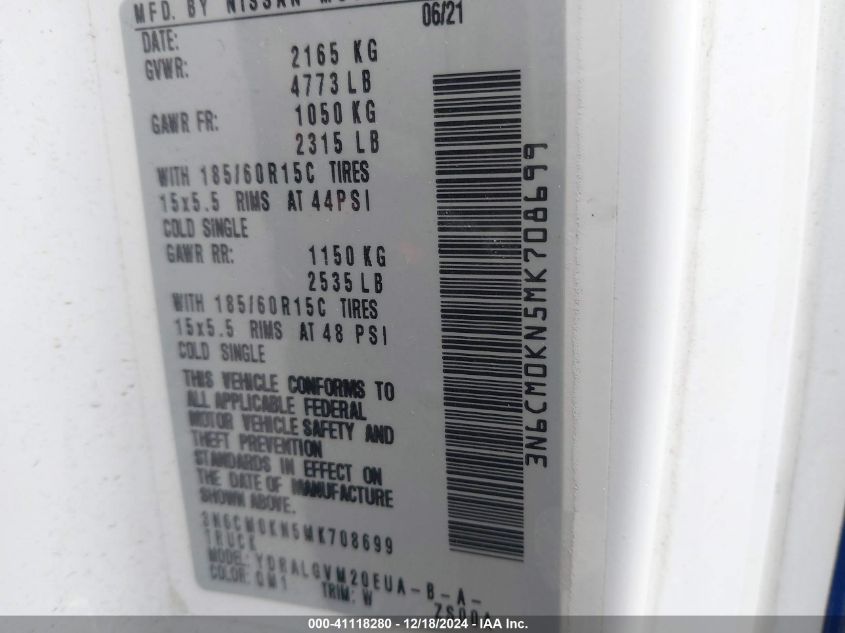 MFD. BY NISSAN
DATE: 06/21
GVWR: 2165 KG
4773 LB
GAWR FR: 1050 KG
2315 LB
WITH 185/60R15C TIRES
15x5.5 RIMS AT 44PSI
COLD SINGLE
GAWR RR: 1150 KG
2535 LB
WITH 185/60R15C TIRES
15x5.5 RIMS AT 48 PSI
COLD SINGLE
THIS VEHICLE CONFORMS TO
ALL APPLICABLE FEDERAL
MOTOR VEHICLE SAFETY AND
THEFT PREVENTION
STANDARDS IN EFFECT ON
THE DATE OF MANUFACTURE
SHOWN ABOVE.
3N6CM0KN5MK708699
TRUCK
MODEL: YDRALGVM20EUA-B-A-
COLOR: QM1 TRIM: W
3N6CM0KN5MK708699
000-41118280 - 12/18/2024 - IAA Inc.